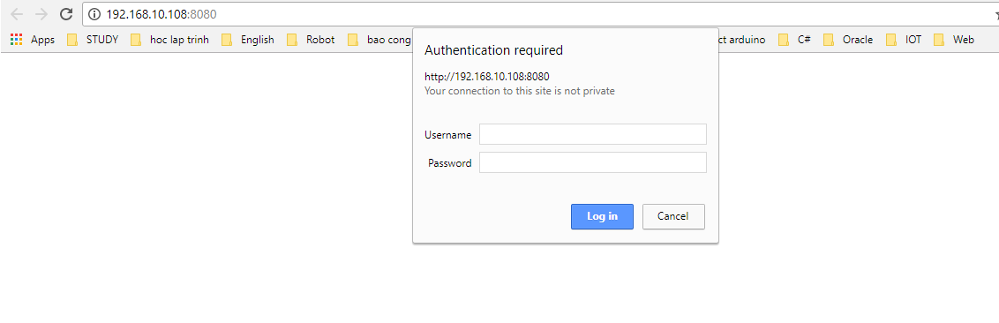 192.168.10.108:8080
Apps STUDY hoc lap trinh English Robot bao cong ct arduino C# Oracle IOT Web
Authentication required
http://192.168.10.108:8080
Your connection to this site is not private
Username
Password
Log in Cancel